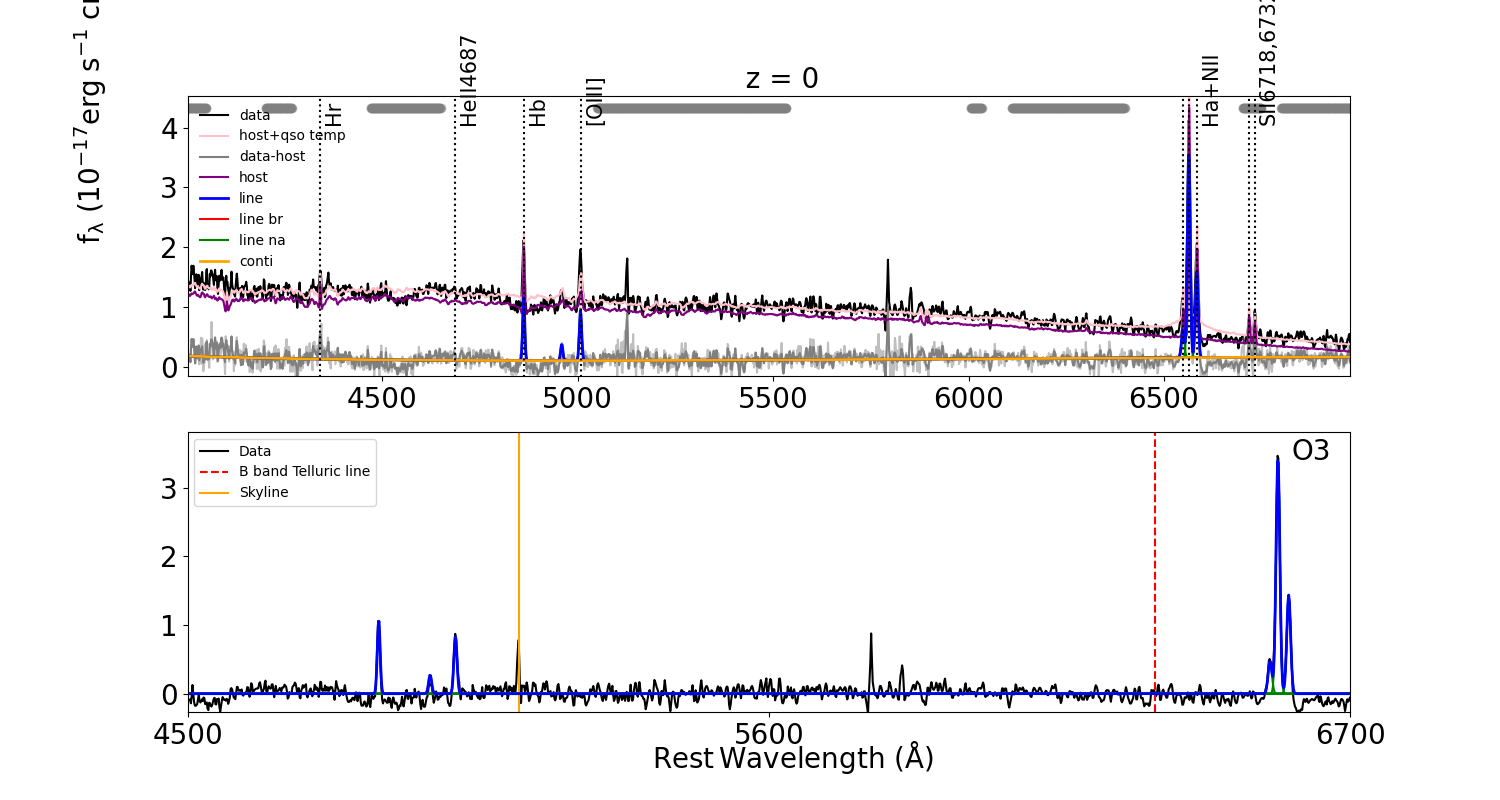 z = 0
f_λ (10^−17 erg s^−1
Hr
HeII4687
Hb
[OIII]
Ha+NII
SII6718,673
data
host+qso temp
data-host
host
line
line br
line na
conti
4
3
2
1
0
4500
5000
5500
6000
6500
Data
B band Telluric line
Skyline
O3
3
2
1
0
4500
5600
6700
Rest Wavelength (Å)